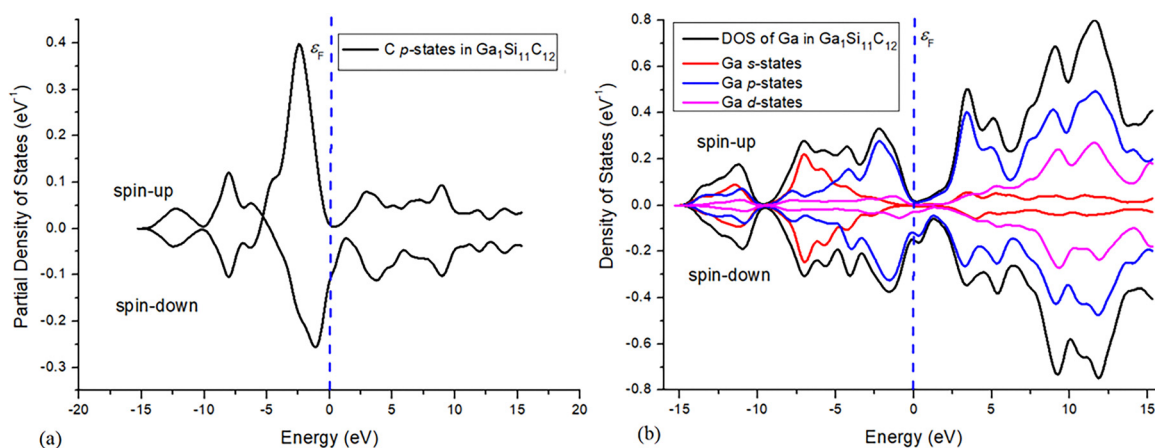 0.4
0.3
0.2
0.1
0.0
-0.1
-0.2
-0.3
Partial Density of States (eV⁻¹)
ε_F
C p-states in Ga₁Si₁₁C₁₂
spin-up
spin-down
-20 -15 -10 -5 0 5 10 15 20
Energy (eV)
(a)
0.8
0.6
0.4
0.2
0.0
-0.2
-0.4
-0.6
-0.8
Density of States (eV⁻¹)
DOS of Ga in Ga₁Si₁₁C₁₂
Ga s-states
Ga p-states
Ga d-states
ε_F
spin-up
spin-down
-15 -10 -5 0 5 10 15
Energy (eV)
(b)